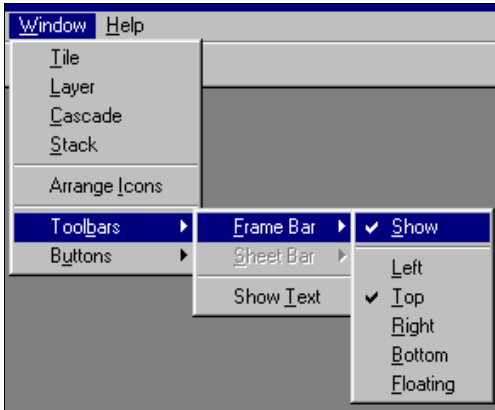 Window Help
Tile
Layer
Cascade
Stack
Arrange Icons
Toolbars
Buttons
Frame Bar
Sheet Bar
Show Text
Show
Left
Top
Right
Bottom
Floating